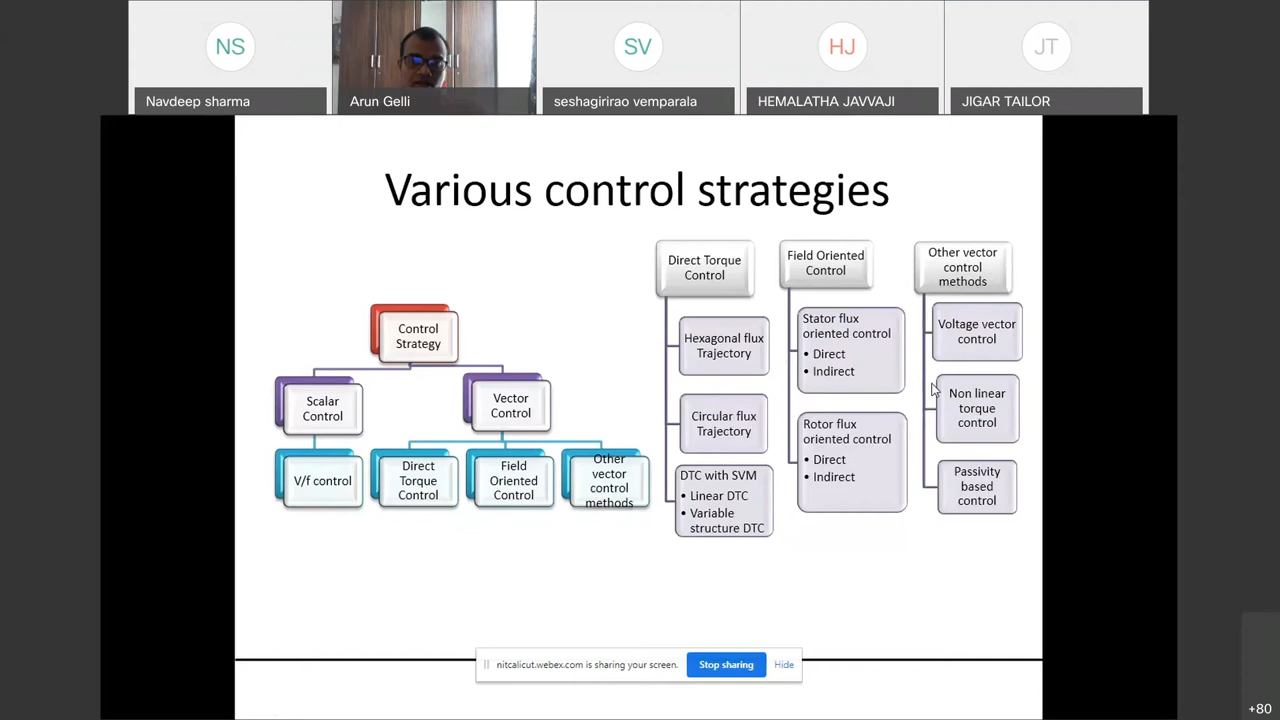 NS
SV
HJ
JT
Navdeep sharma
Arun Gelli
seshagirirao vemparala
HEMALATHA JAVVAJI
JIGAR TAILOR
Various control strategies
Control
Strategy
Scalar
Control
Vector
Control
V/f control
Direct
Torque
Control
Field
Oriented
Control
Other
vector
control
methods
Direct Torque
Control
Hexagonal flux
Trajectory
Circular flux
Trajectory
DTC with SVM
• Linear DTC
• Variable
structure DTC
Field Oriented
Control
Stator flux
oriented control
• Direct
• Indirect
Rotor flux
oriented control
• Direct
• Indirect
Other vector
control
methods
Voltage vector
control
Non linear
torque
control
Passivity
based
control
nitcalicut.webex.com is sharing your screen.
Stop sharing
Hide
+80